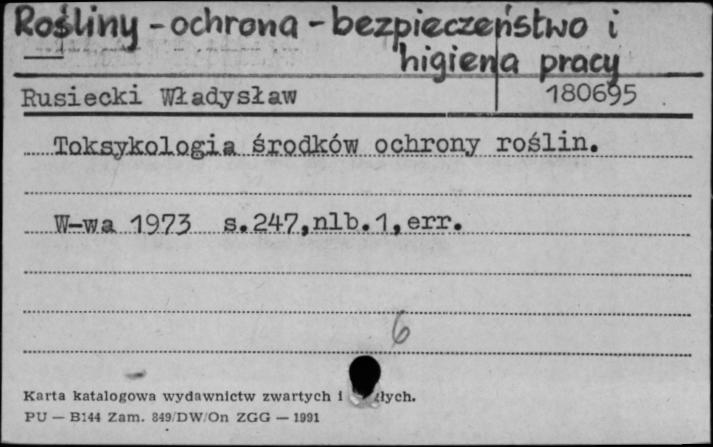 Rośliny - ochrona - bezpieczeństwo i
higiena pracy
Rusiecki Władysław 180695
Toksykologia środków ochrony roślin.
W-wa 1973 s.247,nlb.1,err.
6
Karta katalogowa wydawnictw zwartych i
PU — B144 Zam. 849/DW/On ZGG — 1991